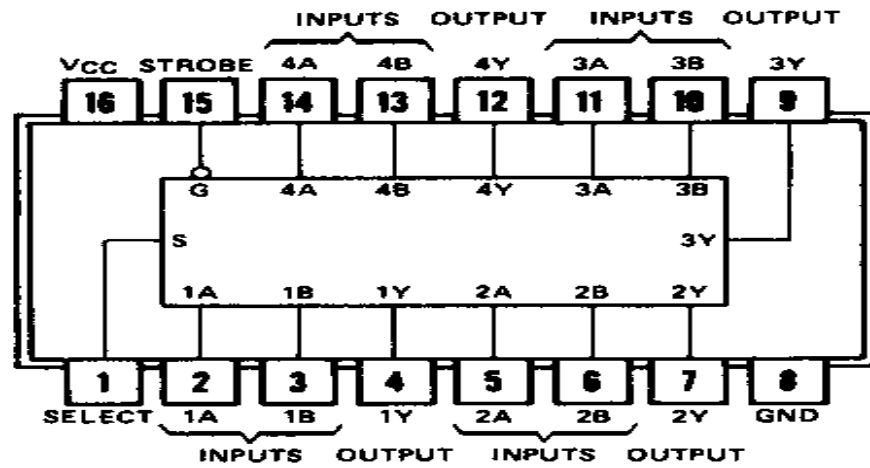 INPUTS OUTPUT INPUTS OUTPUT
VCC STROBE 4A 4B 4Y 3A 3B 3Y
16 15 14 13 12 11 10 9
G 4A 4B 4Y 3A 3B
S 3Y
1A 1B 1Y 2A 2B 2Y
1 2 3 4 5 6 7 8
SELECT 1A 1B 1Y 2A 2B 2Y GND
INPUTS OUTPUT INPUTS OUTPUT